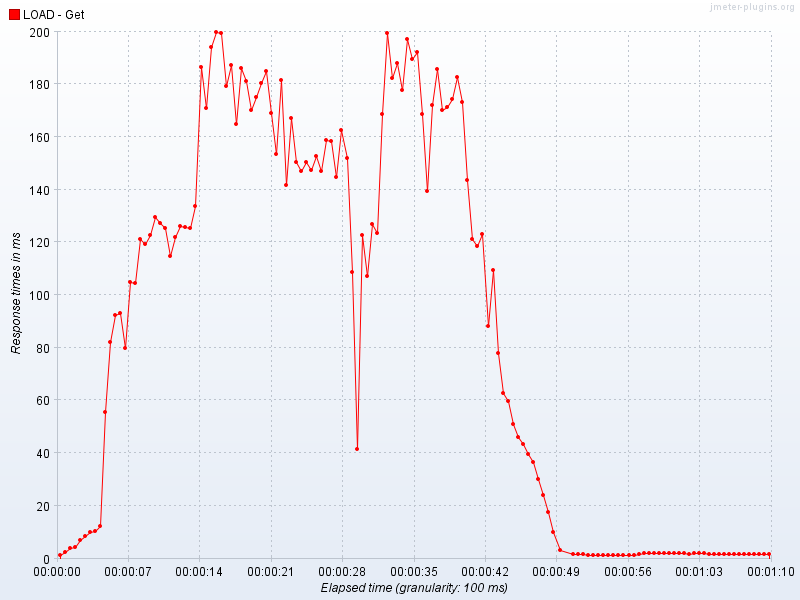 jmeter-plugins.org
LOAD - Get
200
180
160
140
120
100
80
60
40
20
0
Response times in ms
00:00:00 00:00:07 00:00:14 00:00:21 00:00:28 00:00:35 00:00:42 00:00:49 00:00:56 00:01:03 00:01:10
Elapsed time (granularity: 100 ms)